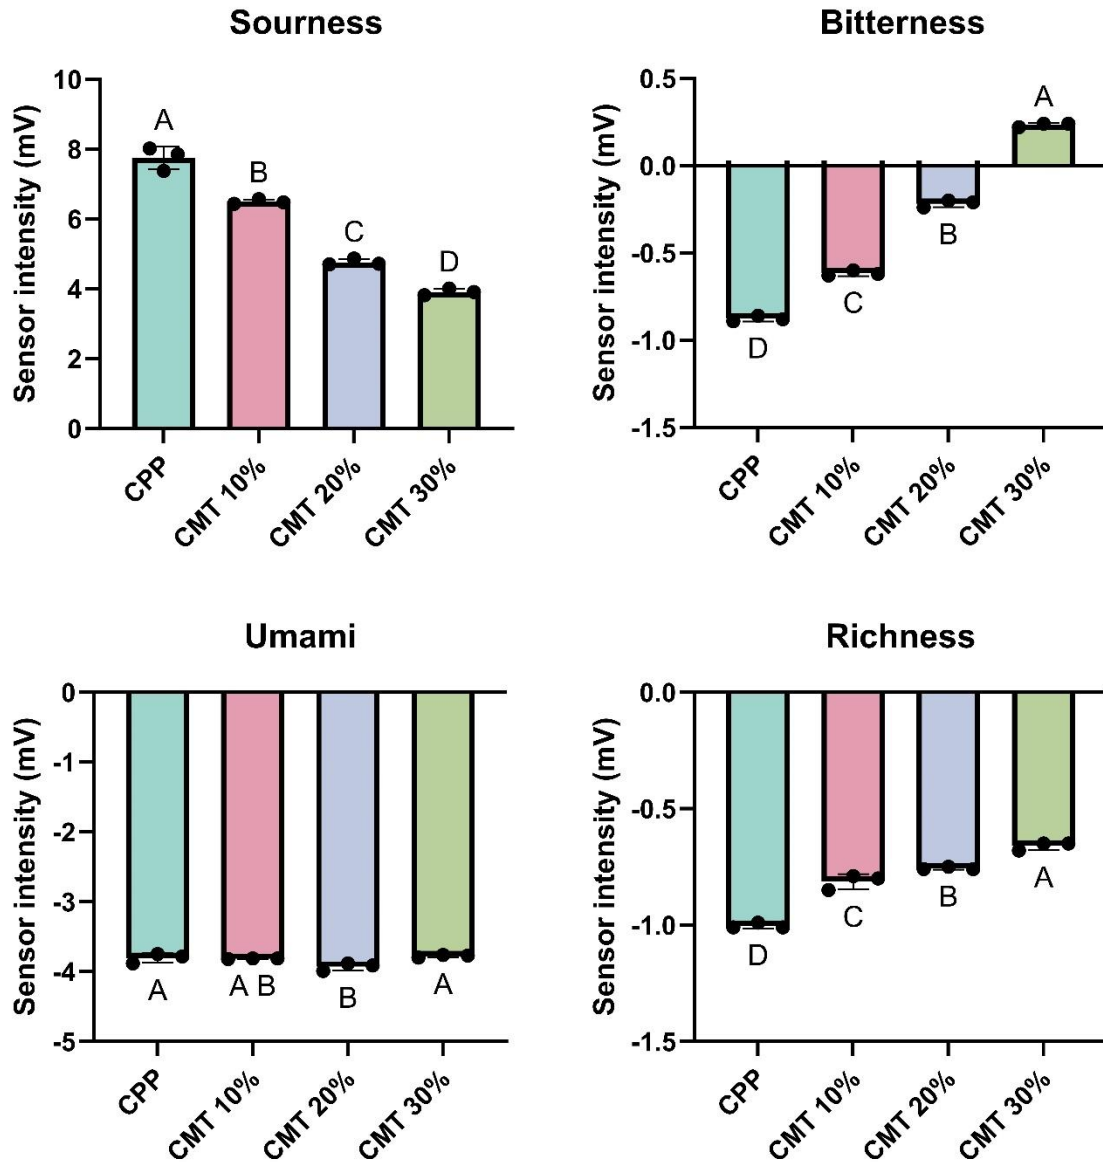 Sourness
Sensor intensity (mV)
10
8
6
4
2
0
A
B
C
D
CPP
CMT 10%
CMT 20%
CMT 30%
Bitterness
Sensor intensity (mV)
0.5
0.0
-0.5
-1.0
-1.5
D
C
B
A
CPP
CMT 10%
CMT 20%
CMT 30%
Umami
Sensor intensity (mV)
0
-1
-2
-3
-4
-5
A
A B
B
A
CPP
CMT 10%
CMT 20%
CMT 30%
Richness
Sensor intensity (mV)
0.0
-0.5
-1.0
-1.5
D
C
B
A
CPP
CMT 10%
CMT 20%
CMT 30%